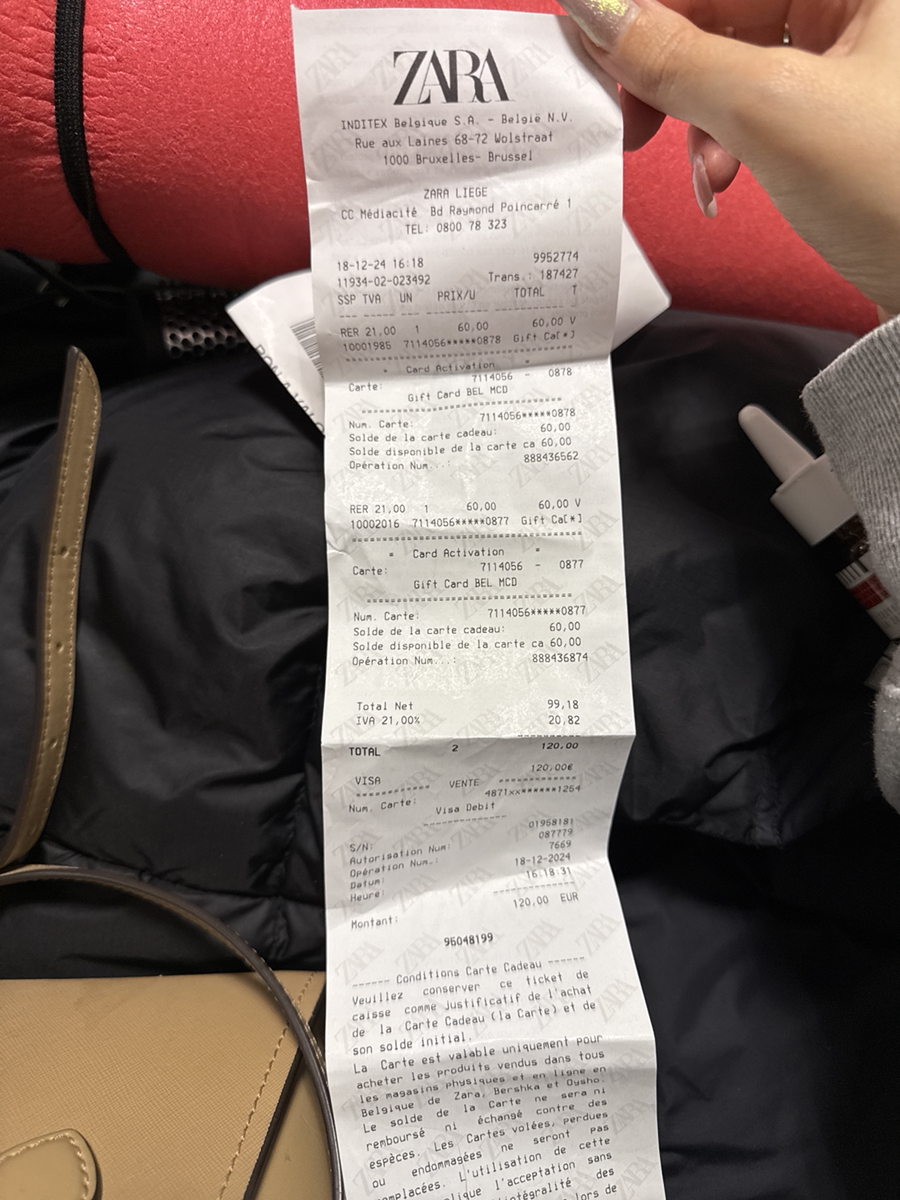 ZARA
INDITEX Belgique S.A. - België N.V.
Rue aux Laines 68-72 Wolstraat
1000 Bruxelles- Brussel
ZARA LIEGE
CC Médiacité Bd Raymond Poincarré 1
TEL: 0800 78 323
18-12-24 16:18 9952774
11934-02-023492 Trans.: 187427
SSP TVA UN PRIX/U TOTAL T
RER 21,00 1 60,00 60,00 V
10001985 7114056*****0878 Gift Ca[*]
= Card Activation =
Carte: 7114056 - 0878
Gift Card BEL MCD
Num. Carte: 7114056*****0878
Solde de la carte cadeau: 60,00
Solde disponible de la carte ca 60,00
Opération Num...: 888436562
RER 21,00 1 60,00 60,00 V
10002016 7114056*****0877 Gift Ca[*]
= Card Activation =
Carte: 7114056 - 0877
Gift Card BEL MCD
Num. Carte: 7114056*****0877
Solde de la carte cadeau: 60,00
Solde disponible de la carte ca 60,00
Opération Num...: 888436874
Total Net 99,18
IVA 21,00% 20,82
TOTAL 2 120,00
VISA 120,00€
VENTE
Num. Carte: 4871xx******1254
Visa Debit
S/N: 01958181
Autorisation Num: 087779
Opération Num.: 7669
Datum: 18-12-2024
Heure: 16:18:31
Montant: 120,00 EUR
95048199
------ Conditions Carte Cadeau ------
Veuillez conserver ce ticket de
caisse comme justificatif de l'achat
de la Carte Cadeau (la Carte) et de
son solde initial.
La Carte est valable uniquement pour
acheter les produits vendus dans tous
les magasins physiques et en ligne en
Belgique de Zara, Bershka et Oysho.
Le solde de la Carte ne sera ni
remboursé ni échangé contre des
espèces. Les Cartes volées, perdues
ou endommagées ne seront pas
L'utilisation de cette
l'acceptation sans
des
lors de